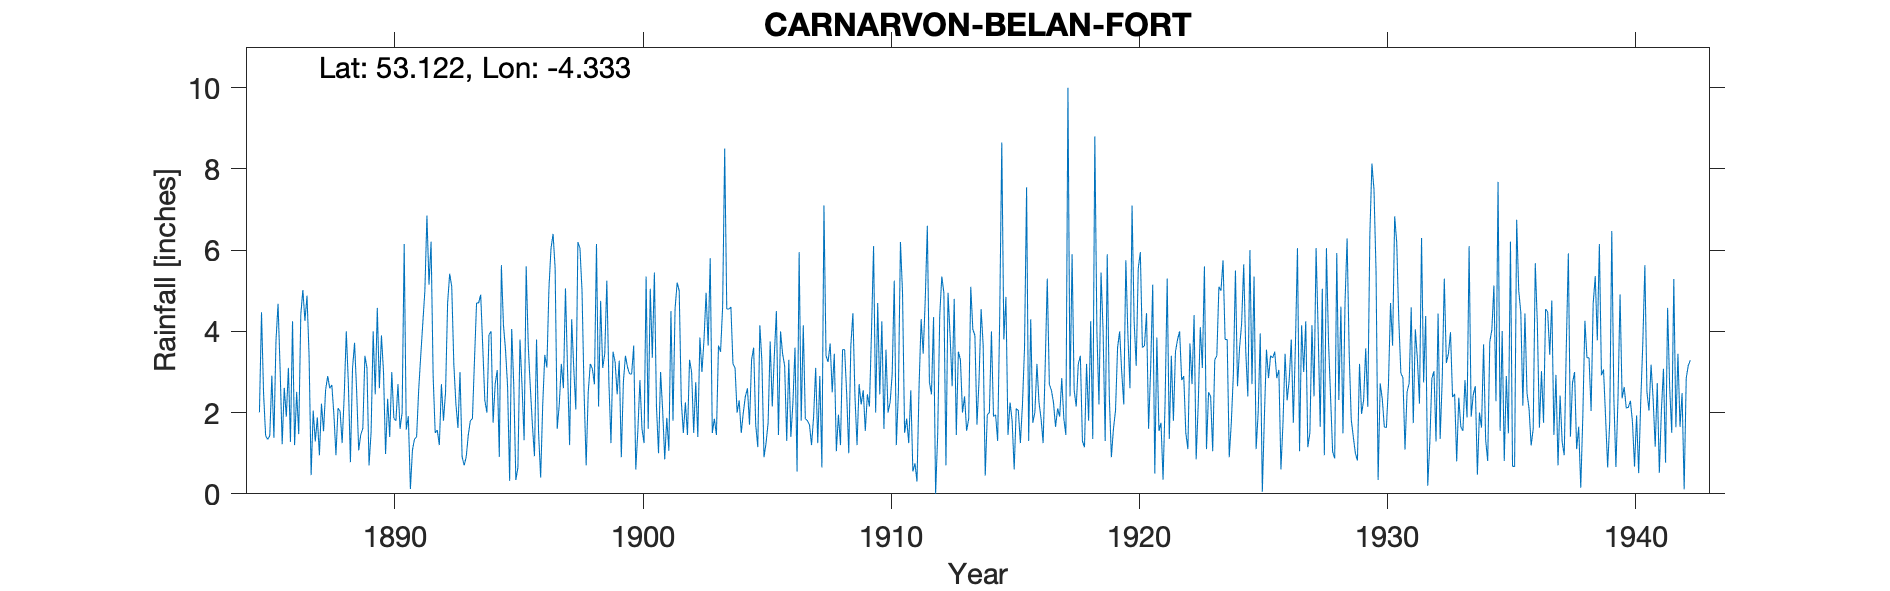 CARNARVON-BELAN-FORT
Lat: 53.122, Lon: -4.333
Rainfall [inches]
10
8
6
4
2
0
1890 1900 1910 1920 1930 1940
Year